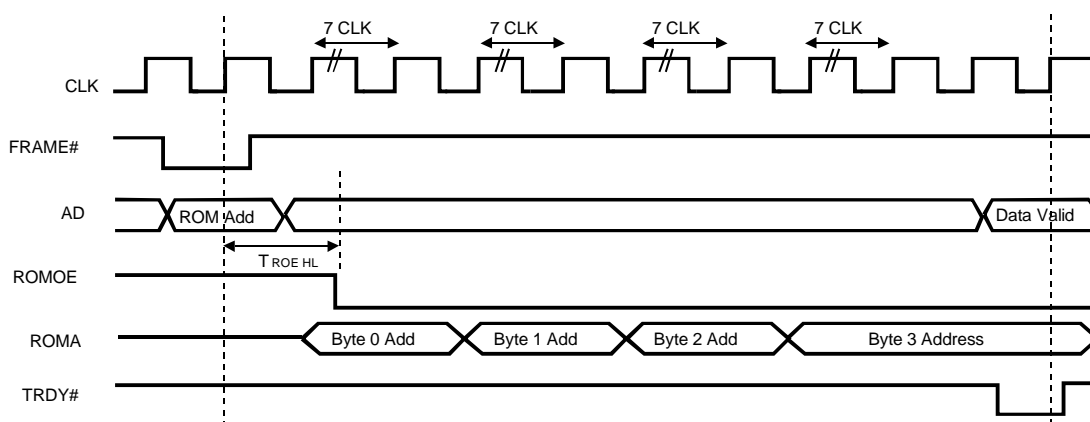 7 CLK 7 CLK 7 CLK 7 CLK
CLK
FRAME#
AD ROM Add Data Valid
T ROE HL
ROMOE
ROMA Byte 0 Add Byte 1 Add Byte 2 Add Byte 3 Address
TRDY#